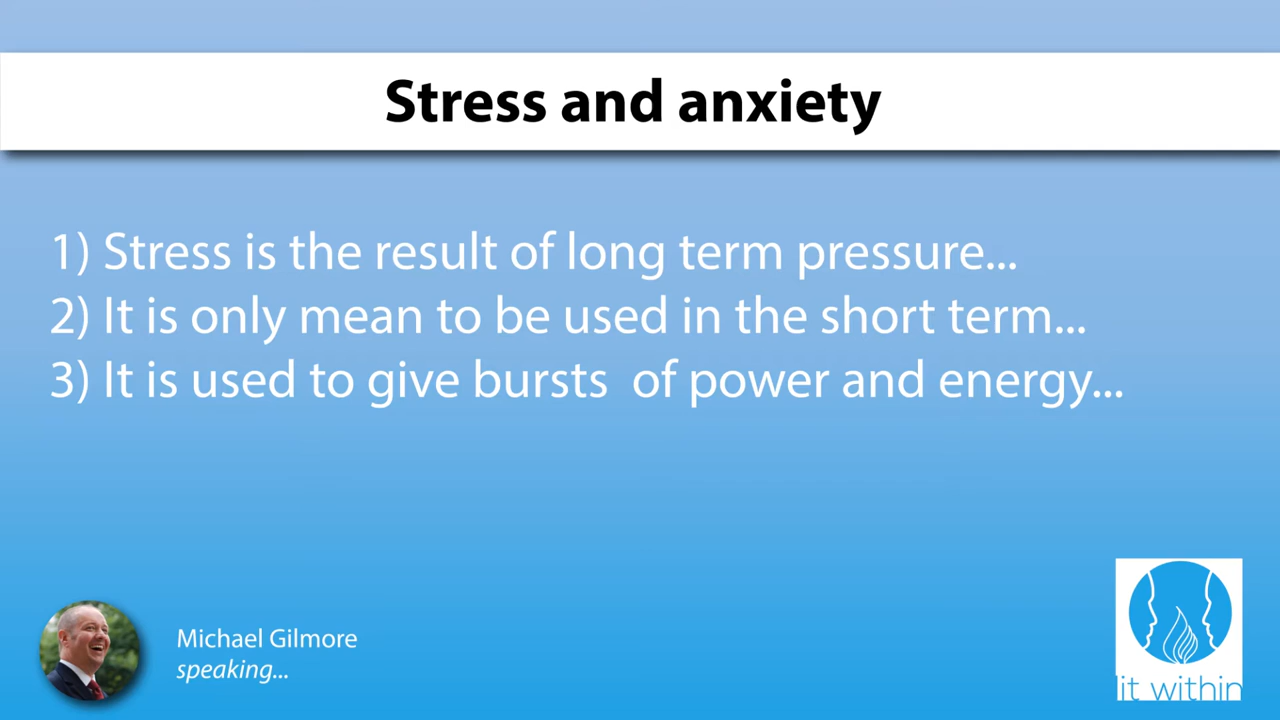 Stress and anxiety
1) Stress is the result of long term pressure...
2) It is only mean to be used in the short term...
3) It is used to give bursts  of power and energy...
Michael Gilmore
speaking...
lit within